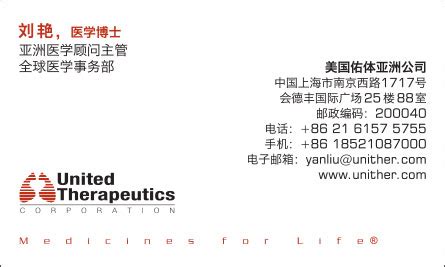 刘艳，医学博士
亚洲医学顾问主管
全球医学事务部
美国佑体亚洲公司
中国上海市南京西路1717号
会德丰国际广场25楼88室
邮政编码：200040
电话：+86 21 6157 5755
手机：+86 18521087000
电子邮箱：yanliu@unither.com
www.unither.com
United
Therapeutics
CORPORATION
Medicines for Life®